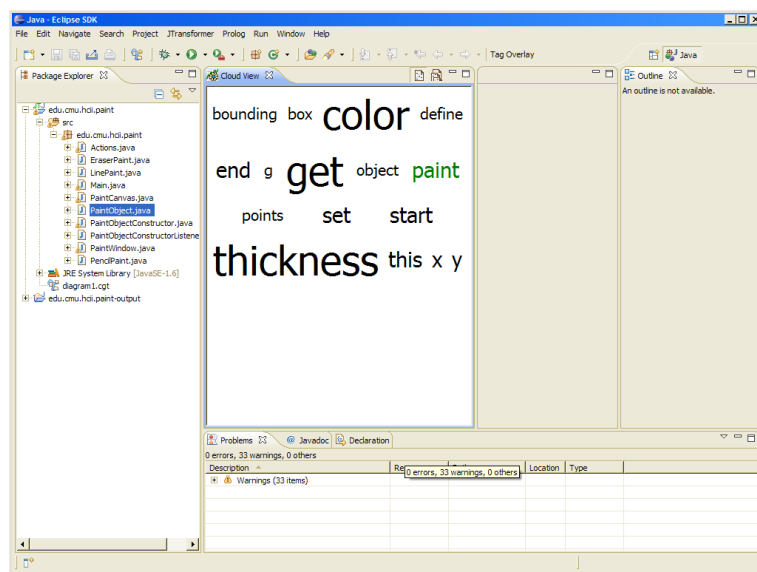 Java - Eclipse SDK
File Edit Navigate Search Project JTransformer Prolog Run Window Help
Tag Overlay
Java
Package Explorer
Cloud View
Outline
An outline is not available.
edu.cmu.hcii.paint
src
edu.cmu.hcii.paint
Actions.java
EraserPaint.java
LinePaint.java
Main.java
PaintCanvas.java
PaintObject.java
PaintObjectConstructor.java
PaintObjectConstructorListene
PaintWindow.java
PencilPaint.java
JRE System Library [JavaSE-1.6]
diagram1.cgt
edu.cmu.hcii.paint-output
bounding box color define
end g get object paint
points set start
thickness this x y
Problems @ Javadoc Declaration
0 errors, 33 warnings, 0 others
Description Re Location Type
0 errors, 33 warnings, 0 others
Warnings (33 items)